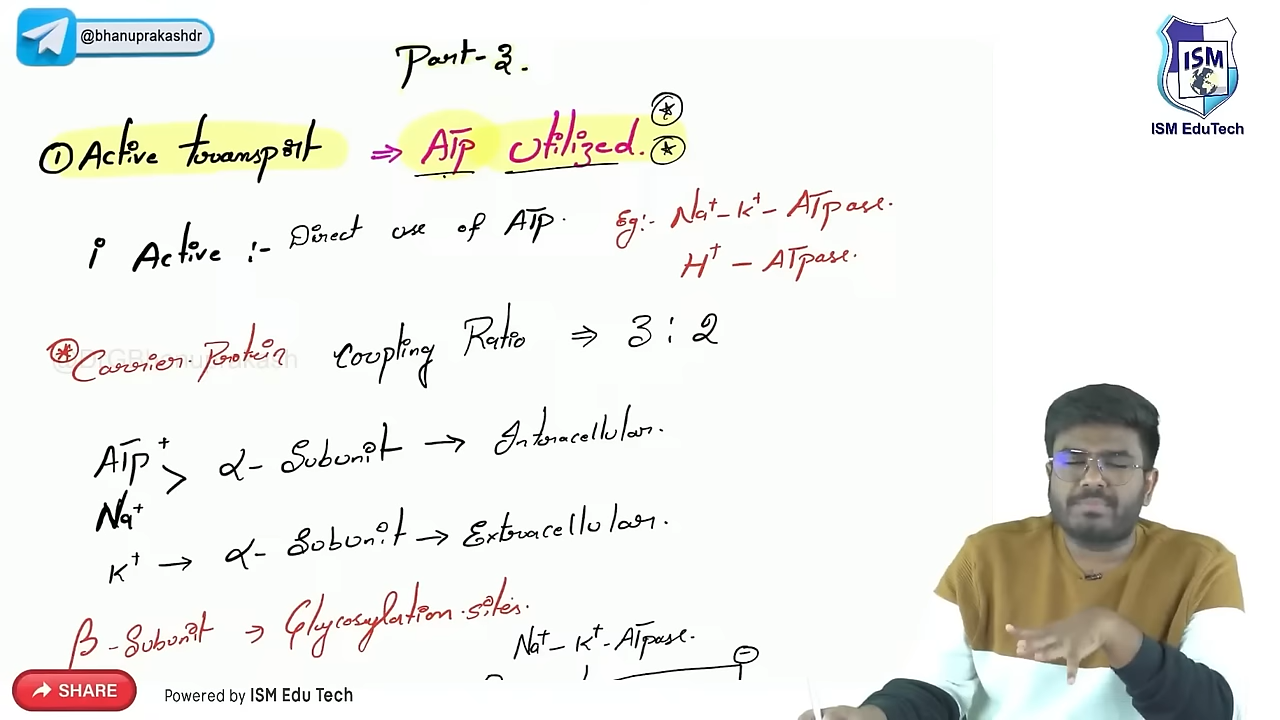 @bhanuprakashdr
Part-3.
ISM
ISM EduTech
① Active transport ⇒ ATP utilized.
i Active :- Direct use of ATP. Eg:- Na⁺-K⁺-ATPase.
H⁺ - ATPase.
Carrier Protein Coupling Ratio ⇒ 3:2
ATP +
Na⁺ > α-Subunit → Intracellular.
K⁺ → α-Subunit → Extracellular.
β-Subunit → Glycosylation sites.
Na⁺-K⁺-ATPase.
SHARE
Powered by ISM Edu Tech